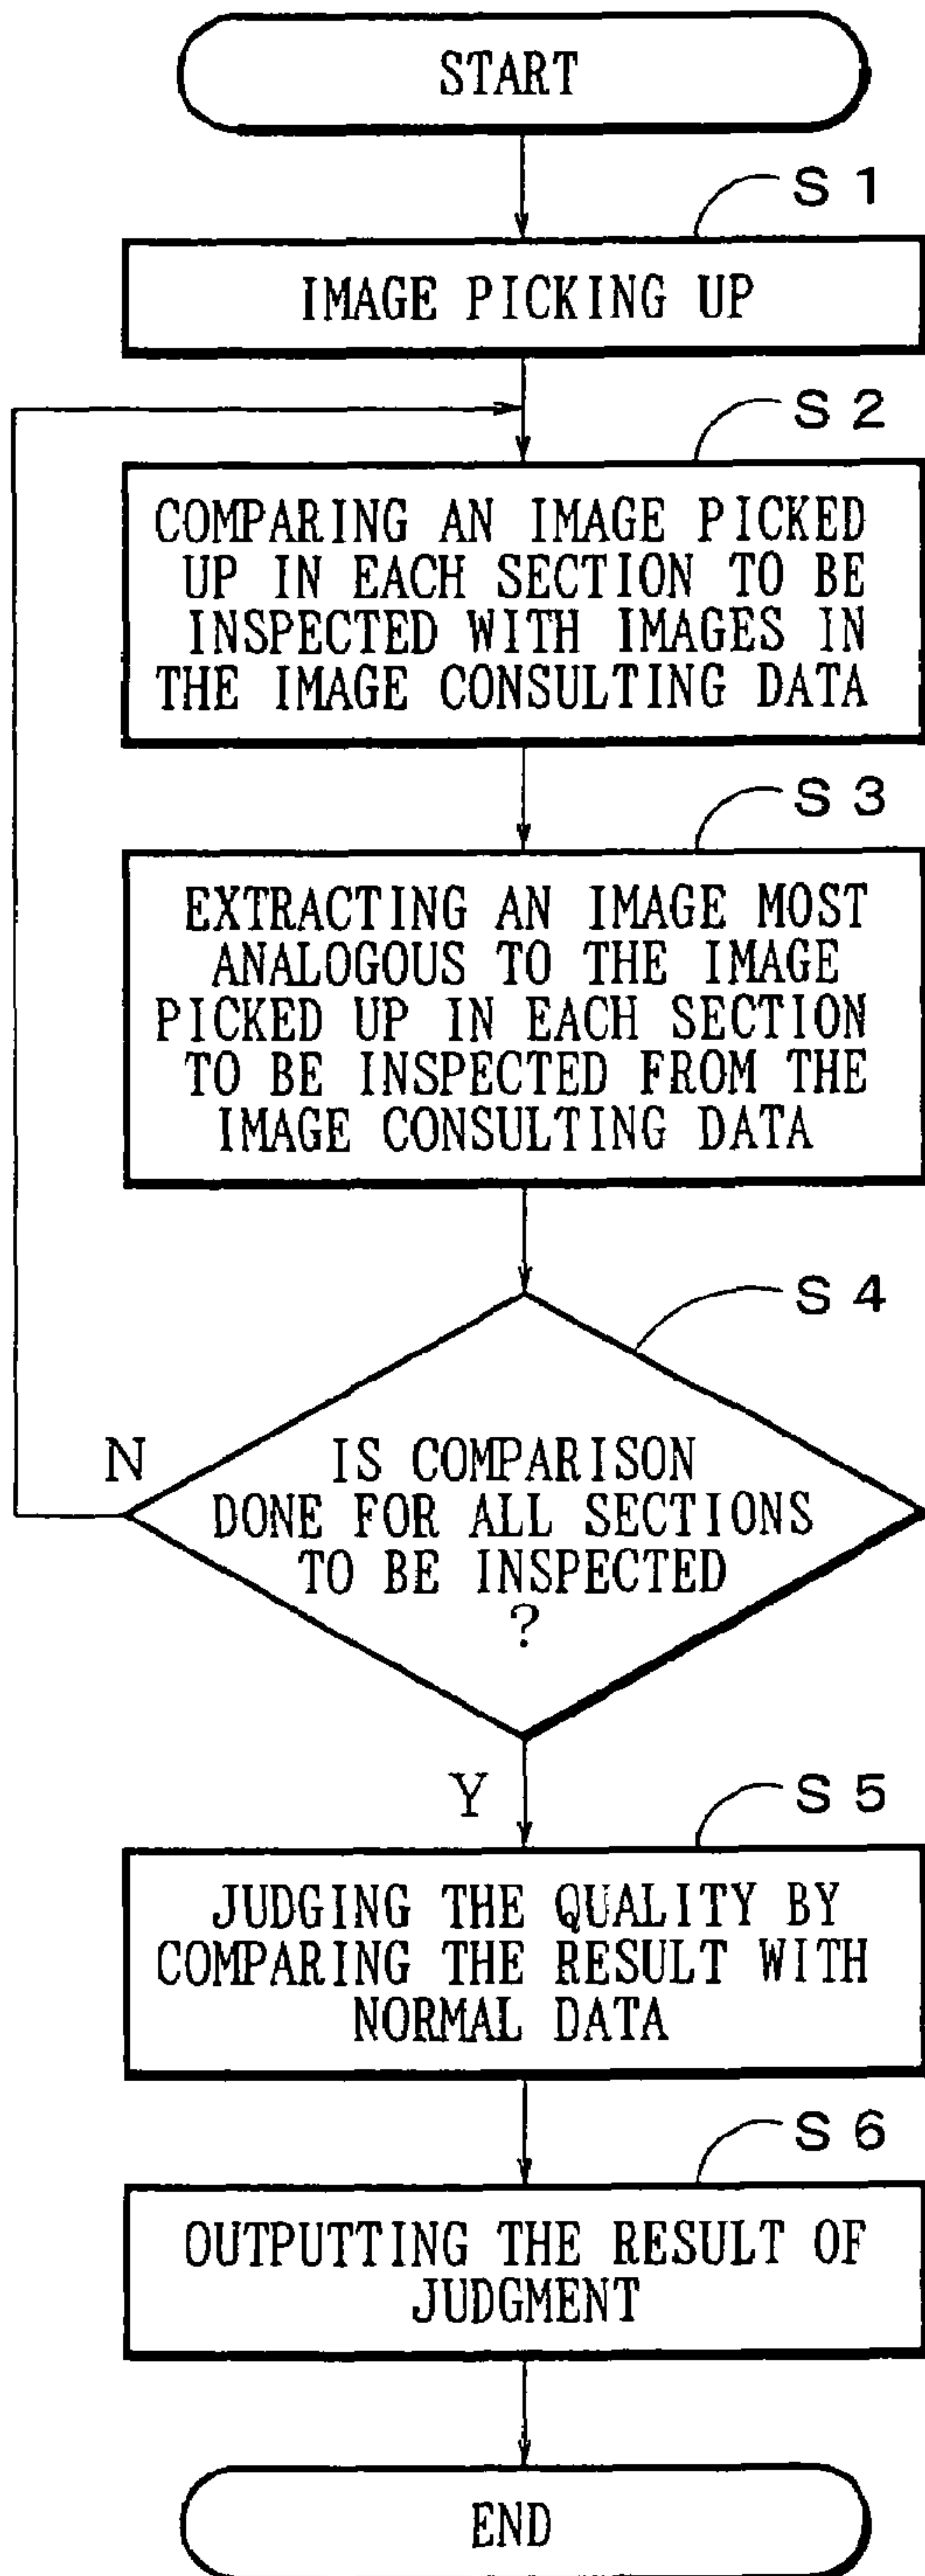 START
S 1
IMAGE PICKING UP
S 2
COMPARING AN IMAGE PICKED
UP IN EACH SECTION TO BE
INSPECTED WITH IMAGES IN
THE IMAGE CONSULTING DATA
S 3
EXTRACTING AN IMAGE MOST
ANALOGOUS TO THE IMAGE
PICKED UP IN EACH SECTION
TO BE INSPECTED FROM THE
IMAGE CONSULTING DATA
S 4
N
IS COMPARISON
DONE FOR ALL SECTIONS
TO BE INSPECTED
?
Y
S 5
JUDGING THE QUALITY BY
COMPARING THE RESULT WITH
NORMAL DATA
S 6
OUTPUTTING THE RESULT OF
JUDGMENT
END